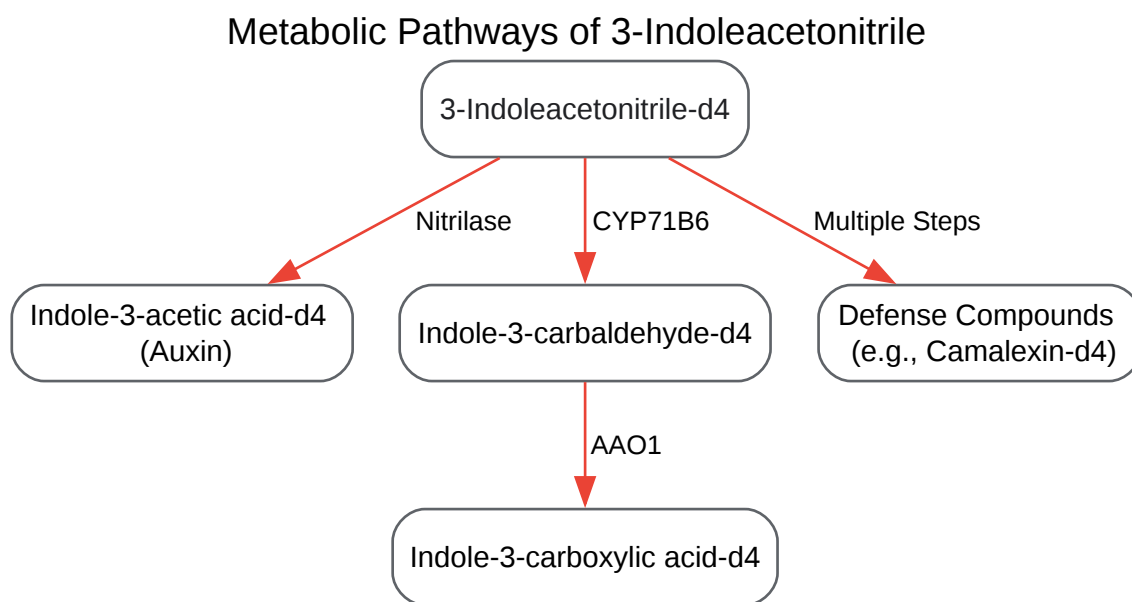 Metabolic Pathways of 3-Indoleacetonitrile
3-Indoleacetonitrile-d4
Nitrilase
CYP71B6
Multiple Steps
Indole-3-acetic acid-d4
(Auxin)
Indole-3-carbaldehyde-d4
Defense Compounds
(e.g., Camalexin-d4)
AAO1
Indole-3-carboxylic acid-d4